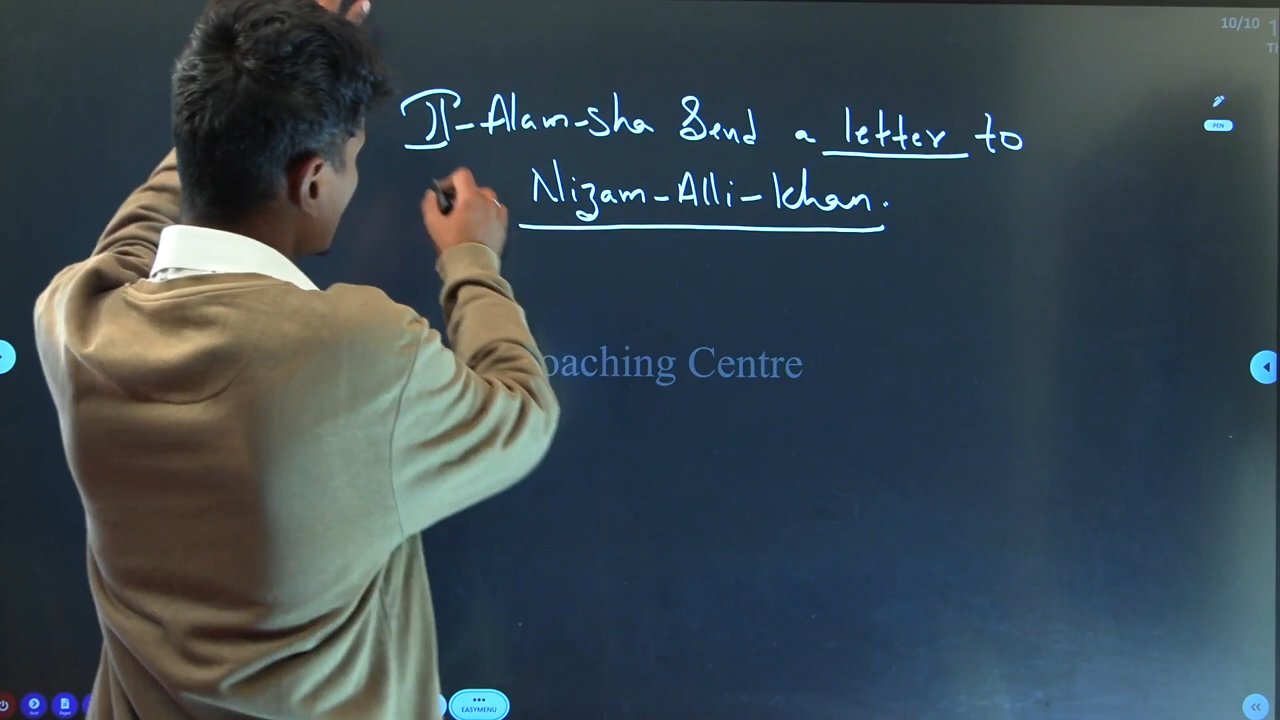 10/10
II-Alam-sha Send a letter to
Nizam-Alli-khan.
PEN
oaching Centre
EASYMENU